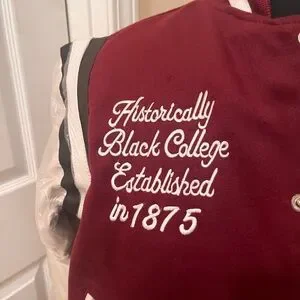 Historically
Black College
Established
in 1875